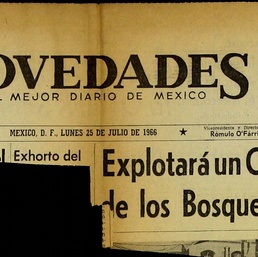 OVEDADES
L MEJOR DIARIO DE MEXICO
MEXICO, D. F., LUNES 25 DE JULIO DE 1966 ★
Vicepresidente y Direct
Rómulo O'Farri
Exhorto del
Explotará un C
de los Bosque